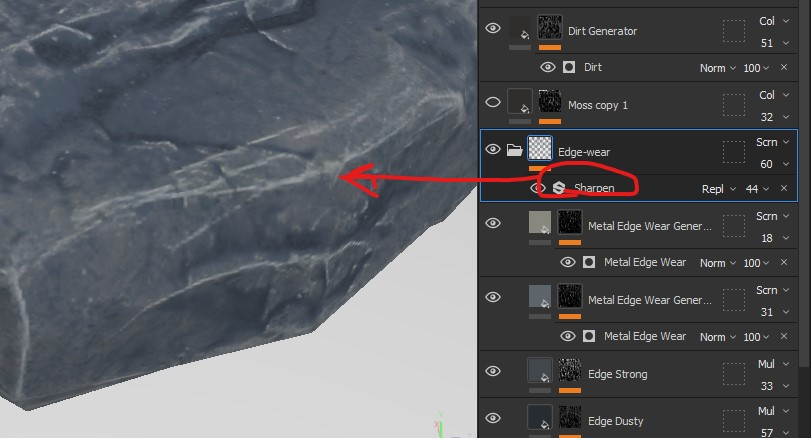 Col
Dirt Generator
51
Dirt Norm 100
Col
Moss copy 1
32
Scrn
Edge-wear
60
Sharpen Repl 44
Scrn
Metal Edge Wear Gener...
18
Metal Edge Wear Norm 100
Scrn
Metal Edge Wear Gener...
31
Metal Edge Wear Norm 100
Mul
Edge Strong
33
Mul
Edge Dusty
57
Y